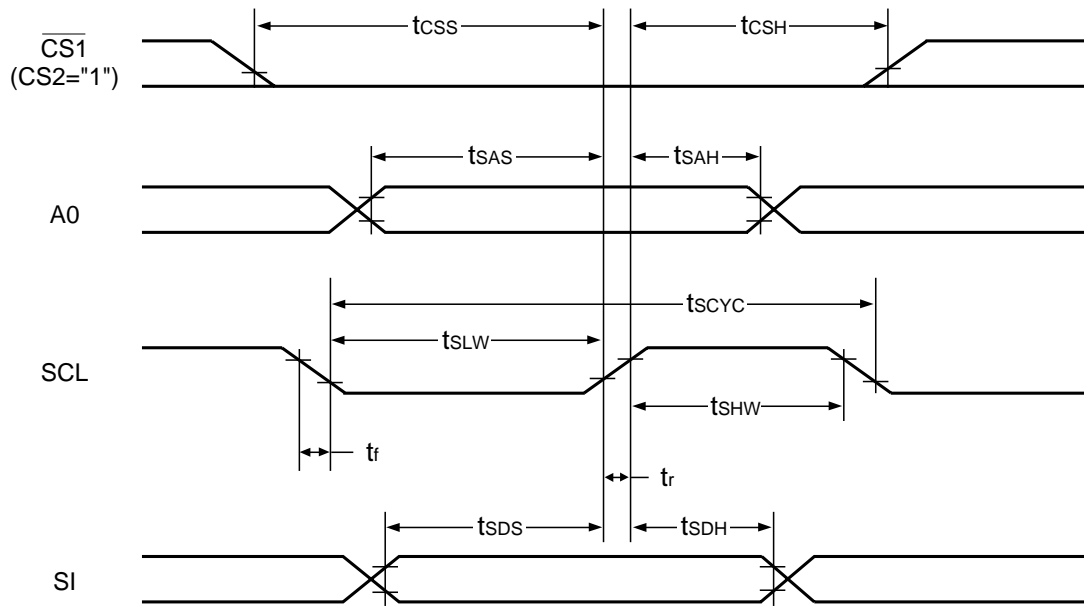 tCSS
tCSH
CS1
(CS2="1")
tSAS
tSAH
A0
tSCYC
tSLW
SCL
tSHW
tf
tr
tSDS
tSDH
SI